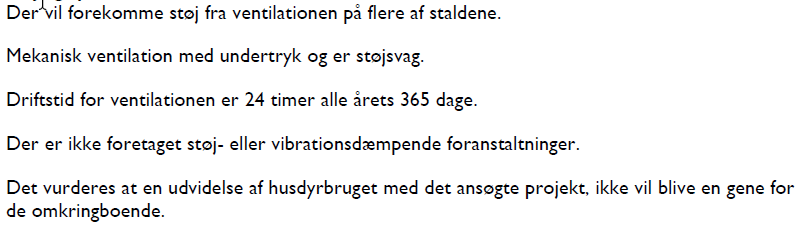 Der vil forekomme støj fra ventilationen på flere af staldene.
Mekanisk ventilation med undertryk og er støjsvag.
Driftstid for ventilationen er 24 timer alle årets 365 dage.
Der er ikke foretaget støj- eller vibrationsdæmpende foranstaltninger.
Det vurderes at en udvidelse af husdyrbruget med det ansøgte projekt, ikke vil blive en gene for
de omkringboende.